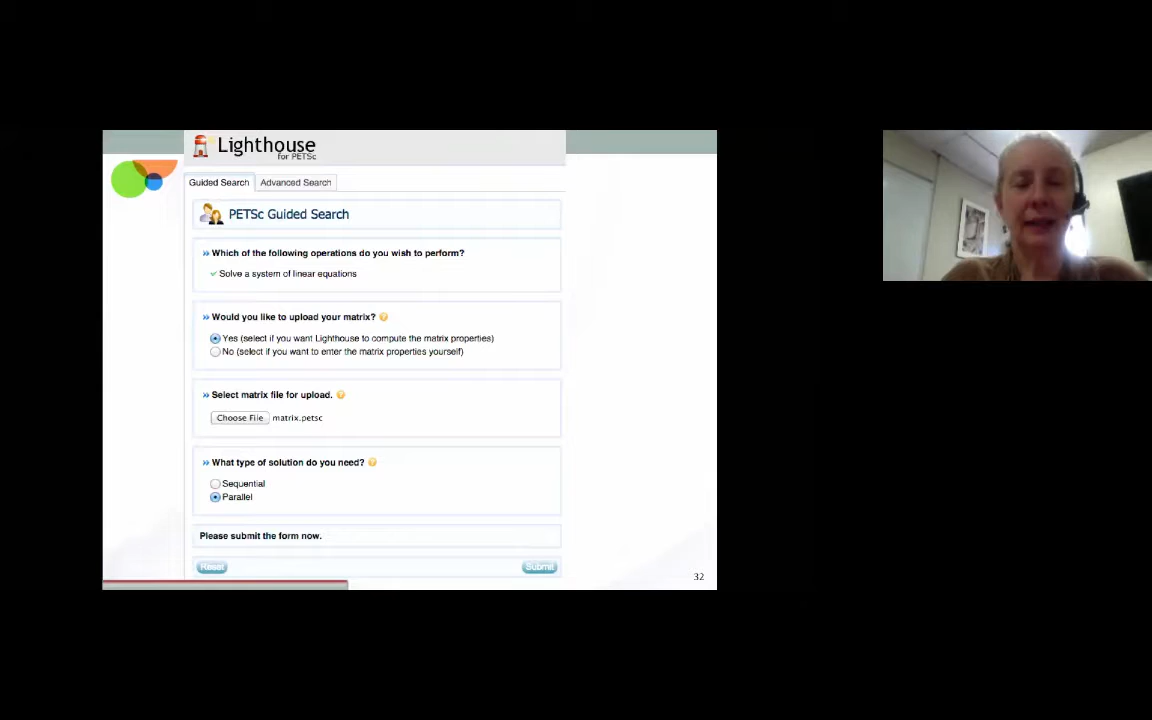 Lighthouse
for PETSc
Guided Search
Advanced Search
PETSc Guided Search
» Which of the following operations do you wish to perform?
✓ Solve a system of linear equations
» Would you like to upload your matrix? ?
Yes (select if you want Lighthouse to compute the matrix properties)
No (select if you want to enter the matrix properties yourself)
» Select matrix file for upload. ?
Choose File matrix.petsc
» What type of solution do you need? ?
Sequential
Parallel
Please submit the form now.
Reset Submit
32